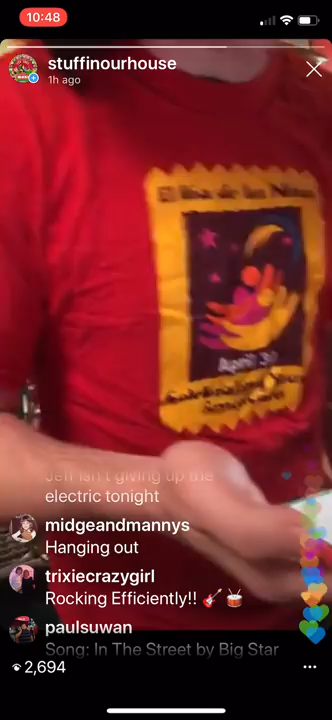 10:48
stuffinourhouse
1h ago
El Día de los Niños
April 30
Jeff isn't giving up the
electric tonight
midgeandmannys
Hanging out
trixiecrazygirl
Rocking Efficiently!! 🎸 🥁
paulsuwan
Song: In The Street by Big Star
2,694